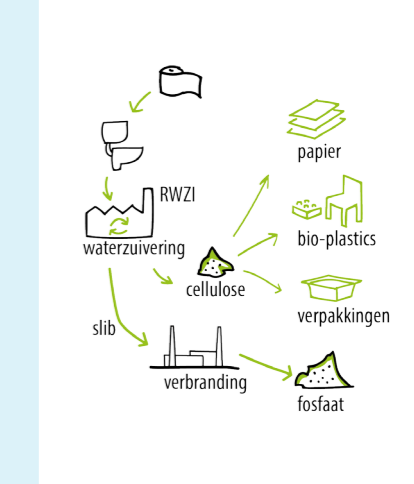 papier
RWZI
waterzuivering
bio-plastics
cellulose
verpakkingen
slib
verbranding
fosfaat